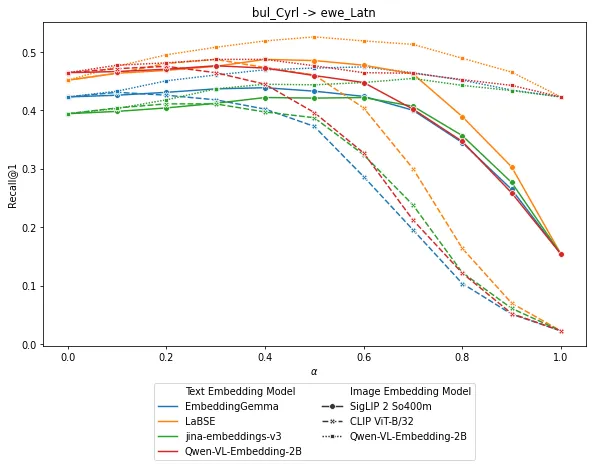 bul_Cyrl -> ewe_Latn
Recall@1
0.5
0.4
0.3
0.2
0.1
0.0
0.0 0.2 0.4 0.6 0.8 1.0
α
Text Embedding Model Image Embedding Model
EmbeddingGemma SigLIP 2 So400m
LaBSE CLIP ViT-B/32
jina-embeddings-v3 Qwen-VL-Embedding-2B
Qwen-VL-Embedding-2B